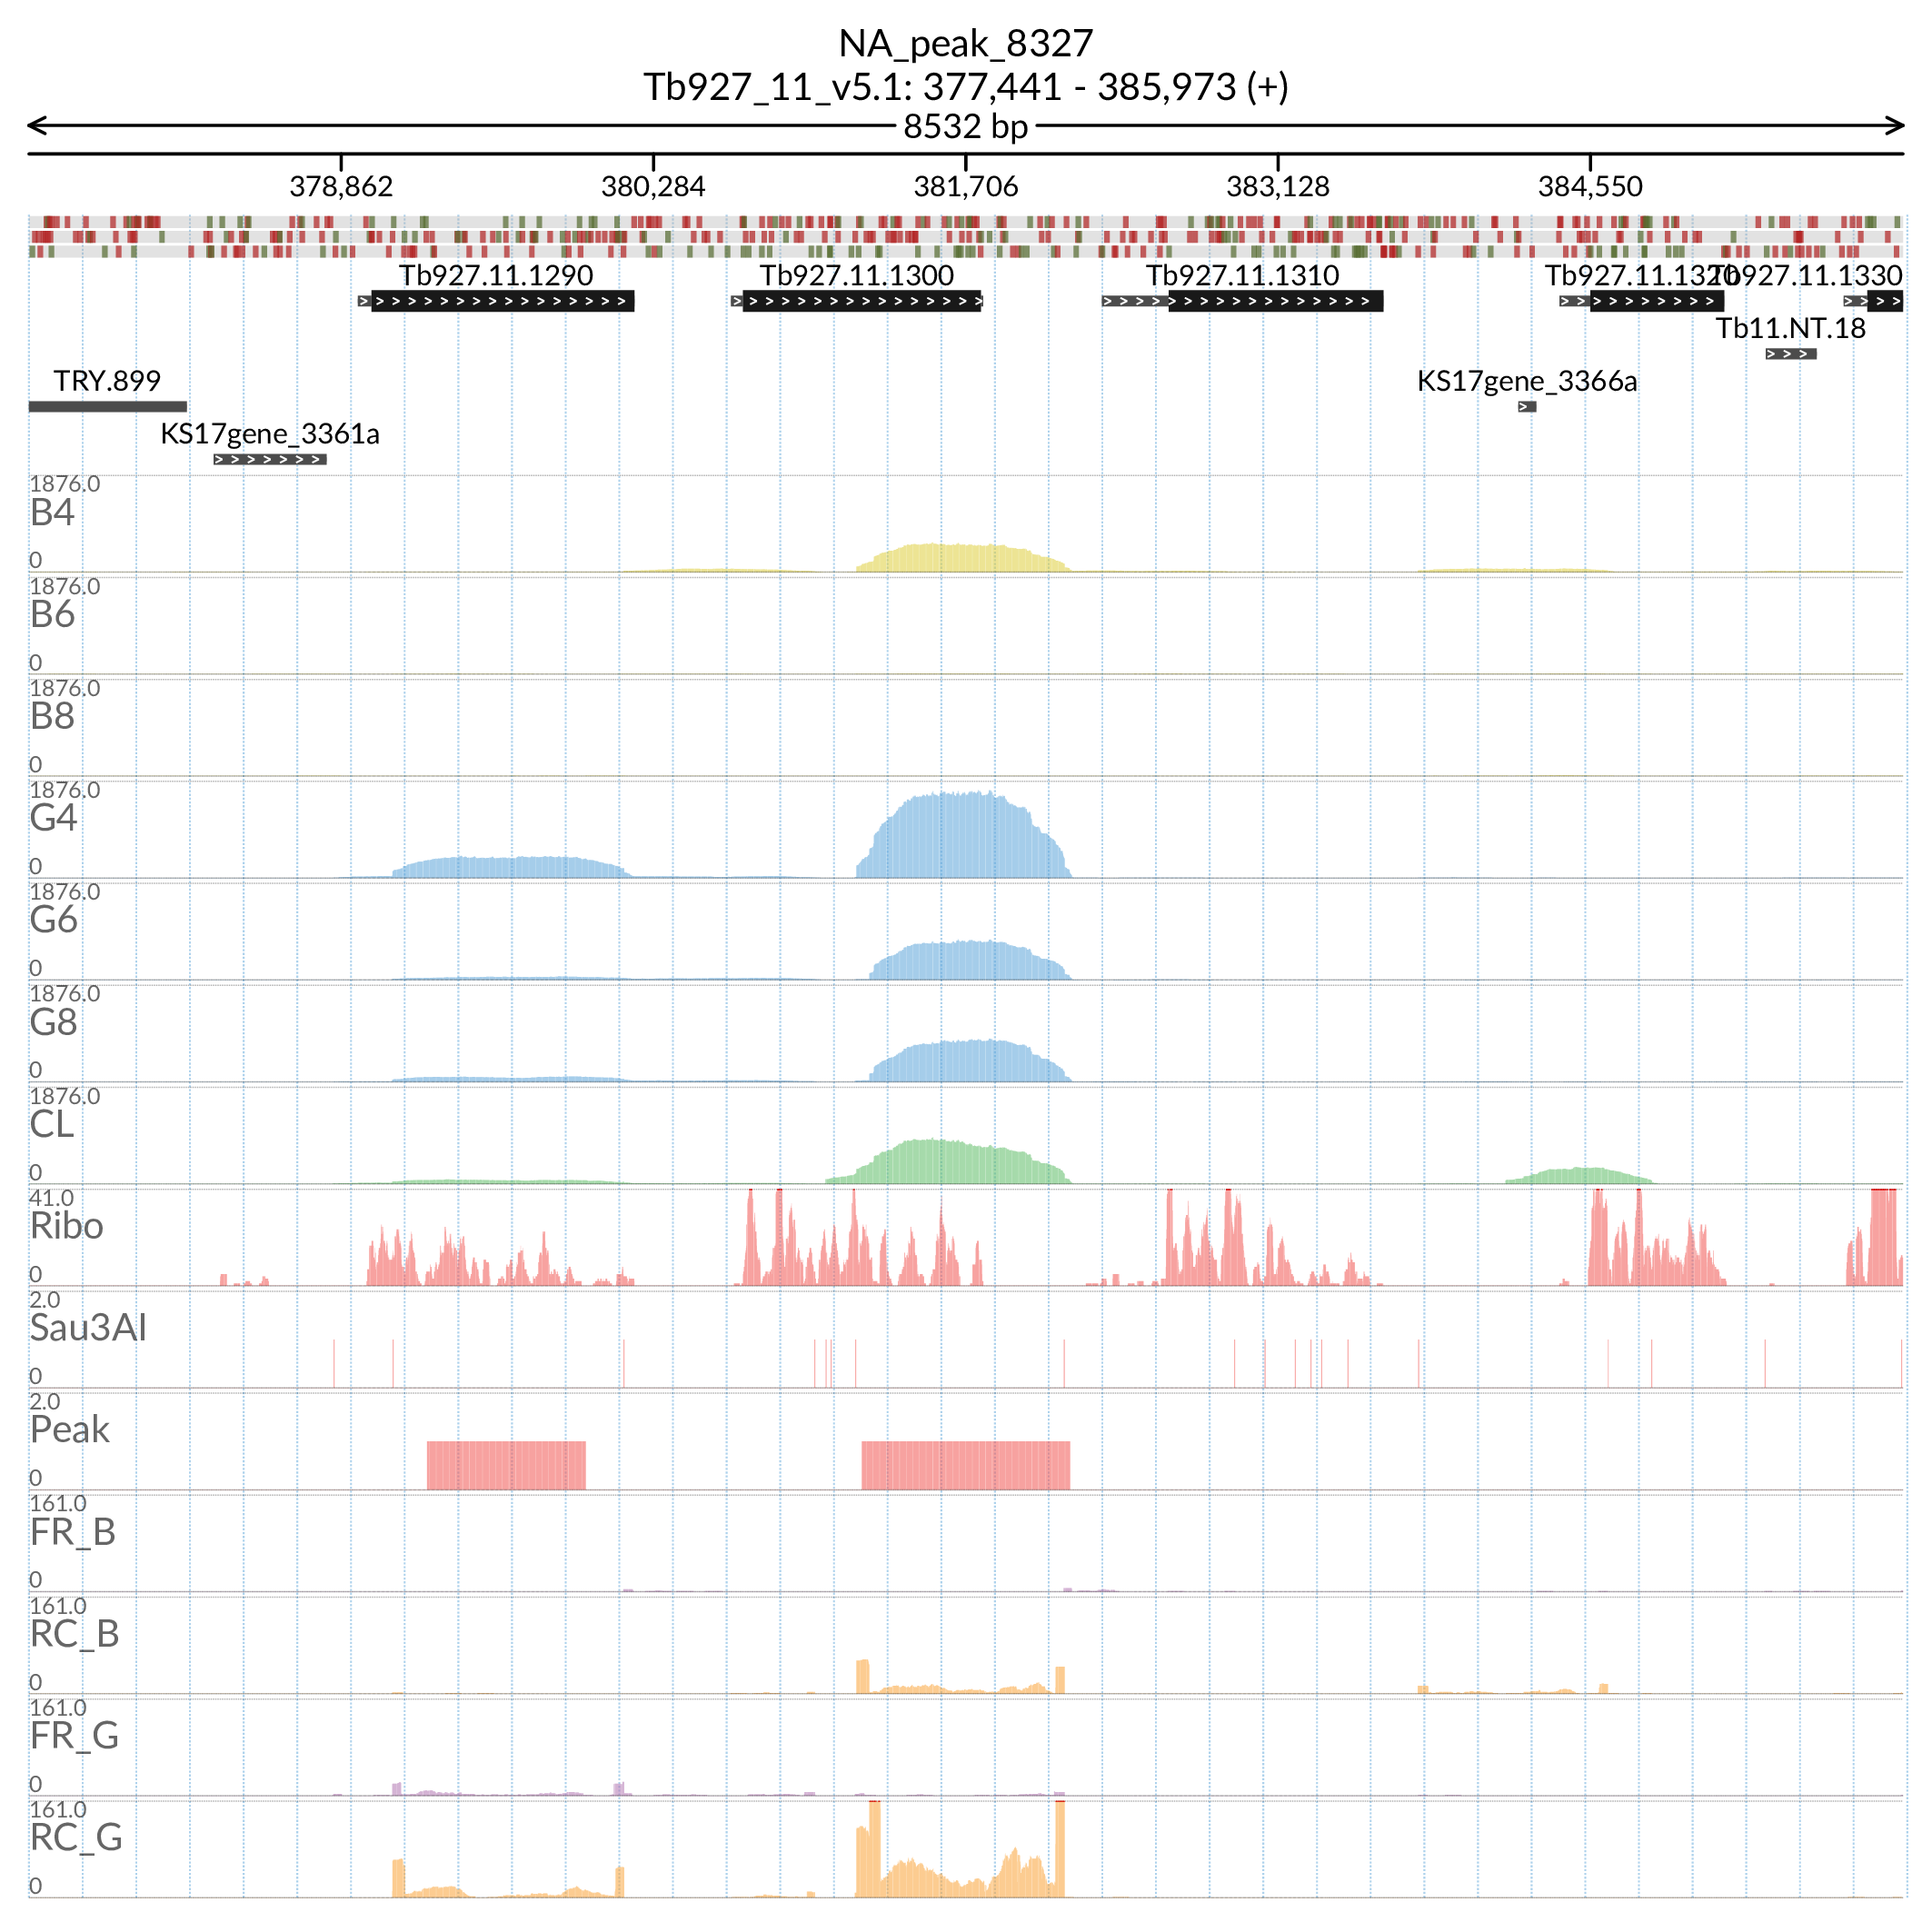 NA_peak_8327
Tb927_11_v5.1: 377,441 - 385,973 (+)
8532 bp
378,862 380,284 381,706 383,128 384,550
Tb927.11.1290 Tb927.11.1300 Tb927.11.1310 Tb927.11.1320 Tb927.11.1330
Tb11.NT.18
TRY.899 KS17gene_3366a
KS17gene_3361a
1876.0
B4
0
1876.0
B6
0
1876.0
B8
0
1876.0
G4
0
1876.0
G6
0
1876.0
G8
0
1876.0
CL
0
41.0
Ribo
0
2.0
Sau3AI
0
2.0
Peak
0
161.0
FR_B
0
161.0
RC_B
0
161.0
FR_G
0
161.0
RC_G
0